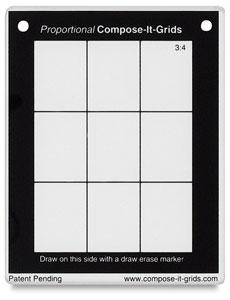 Proportional Compose-It-Grids
3:4
Draw on this side with a draw erase marker
Patent Pending
www.compose-it-grids.com